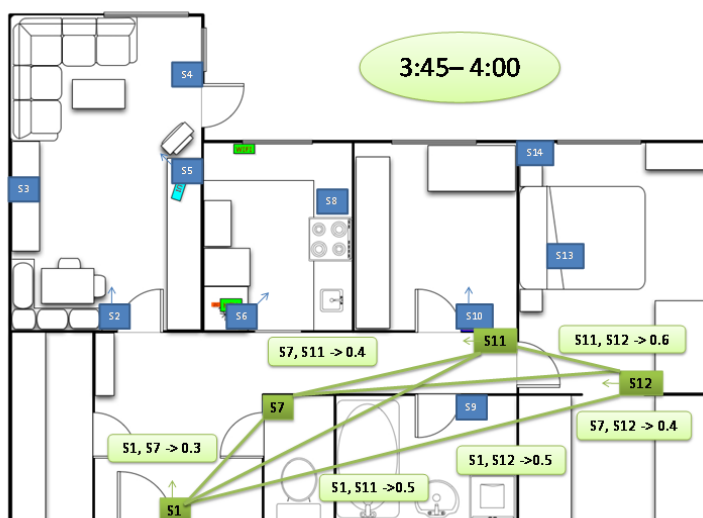 3:45– 4:00
S4
S14
S5
S3
S8
S13
S2
S6
S10
S11
S7, S11 -> 0.4
S11, S12 -> 0.6
S12
S7
S9
S7, S12 -> 0.4
S1, S7 -> 0.3
S1, S12 ->0.5
S1, S11 ->0.5
S1